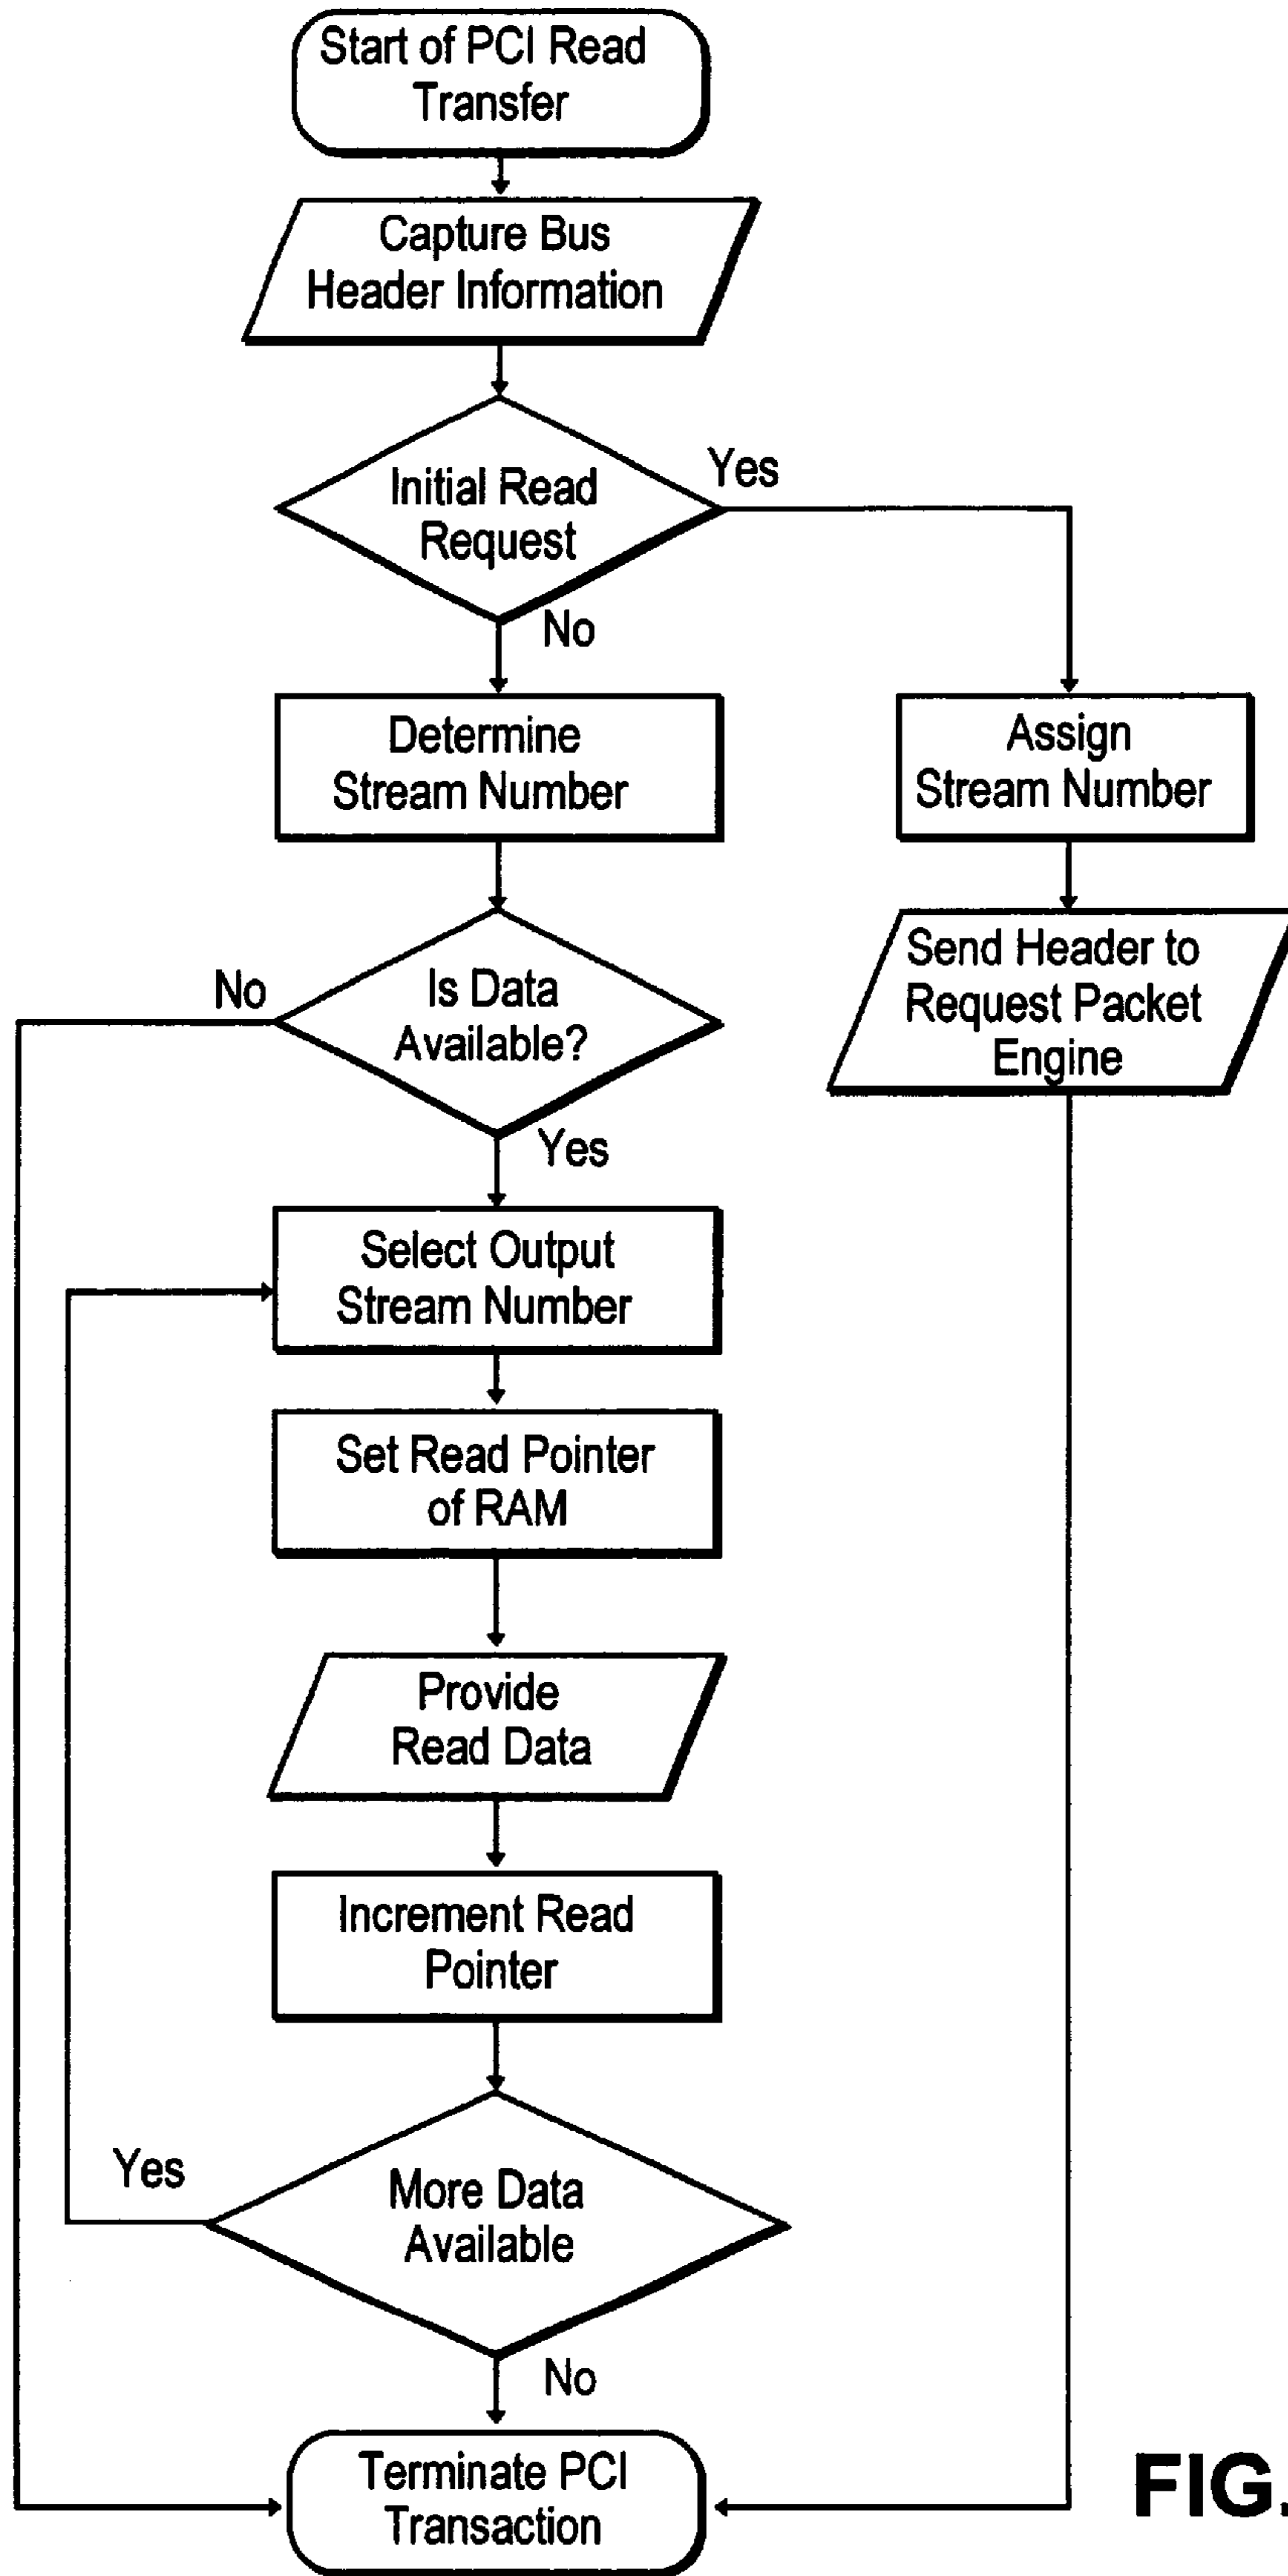 Start of PCI Read
Transfer
Capture Bus
Header Information
Initial Read
Request
Yes
No
Determine
Stream Number
Assign
Stream Number
Is Data
Available?
No
Yes
Send Header to
Request Packet
Engine
Select Output
Stream Number
Set Read Pointer
of RAM
Provide
Read Data
Increment Read
Pointer
More Data
Available
Yes
No
Terminate PCI
Transaction
FIG.